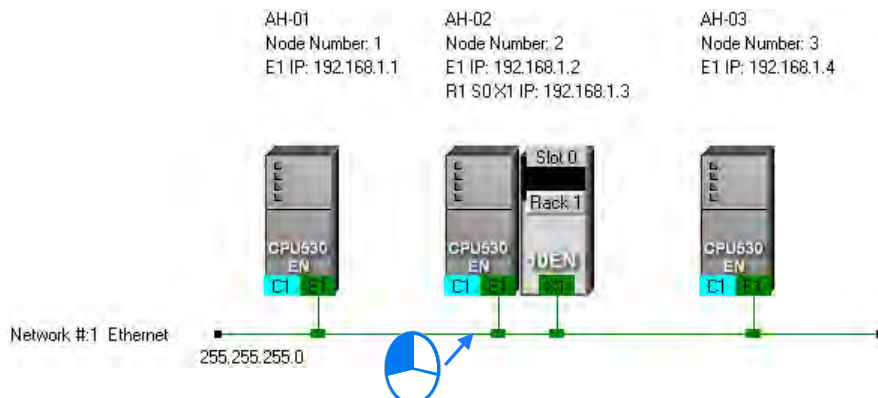 AH-01
Node Number: 1
E1 IP: 192.168.1.1
AH-02
Node Number: 2
E1 IP: 192.168.1.2
R1 S0 X1 IP: 192.168.1.3
AH-03
Node Number: 3
E1 IP: 192.168.1.4
CPU530
EN
C1 E1
CPU530
EN
C1 E1
Slot 0
Rack 1
10EN
X1
CPU530
EN
C1 E1
Network #:1 Ethernet
255.255.255.0